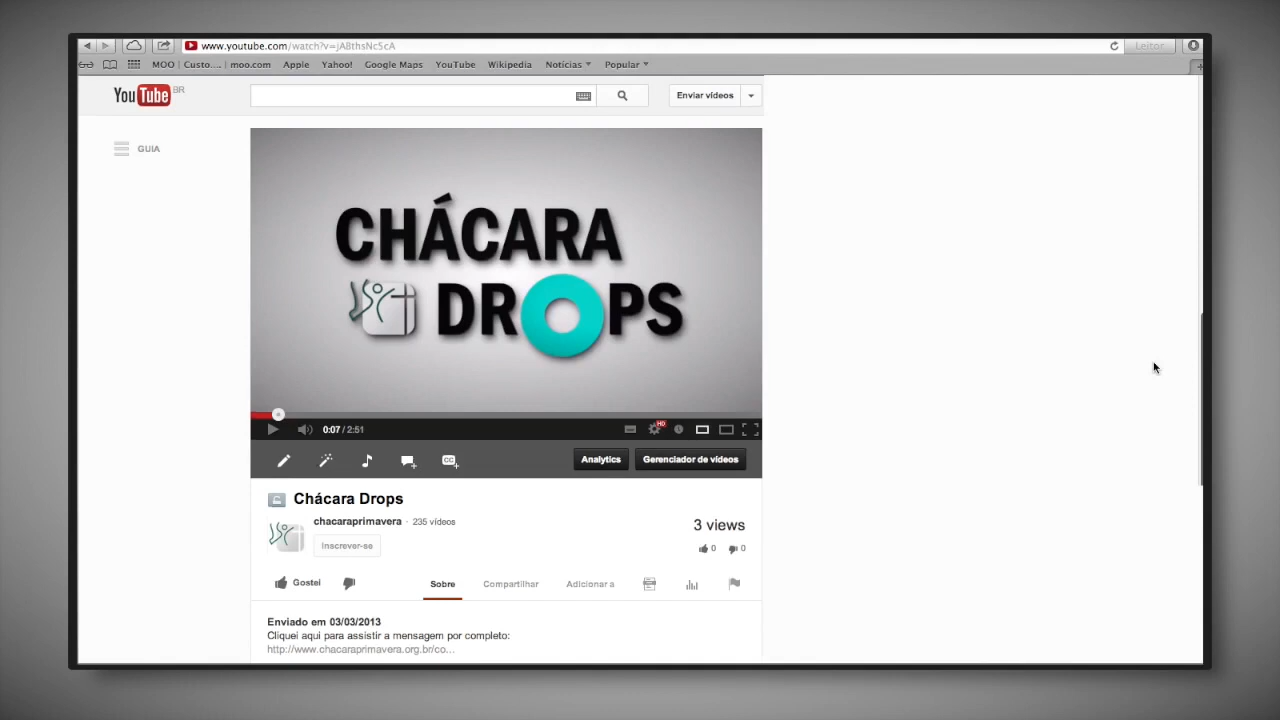 www.youtube.com/watch?v=jABthsNcScA
Leitor
MOO | Custo.... | moo.com Apple Yahoo! Google Maps YouTube Wikipedia Notícias Popular
YouTube BR
Enviar vídeos
GUIA
CHÁCARA
DROPS
0:07 / 2:51
HD
CC
Analytics
Gerenciador de vídeos
Chácara Drops
chacaraprimavera · 235 vídeos
Inscrever-se
3 views
0 0
Gostei
Sobre Compartilhar Adicionar a
Enviado em 03/03/2013
Cliquei aqui para assistir a mensagem por completo:
http://www.chacaraprimavera.org.br/co...